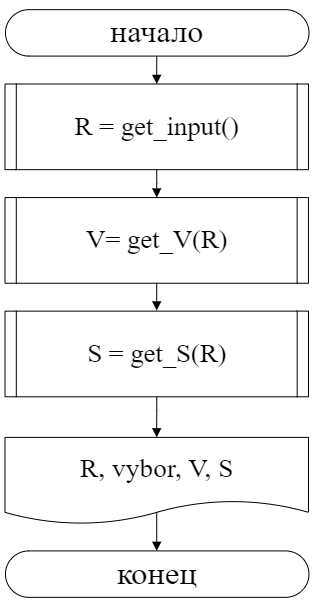 начало
R = get_input()
V= get_V(R)
S = get_S(R)
R, vybor, V, S
конец